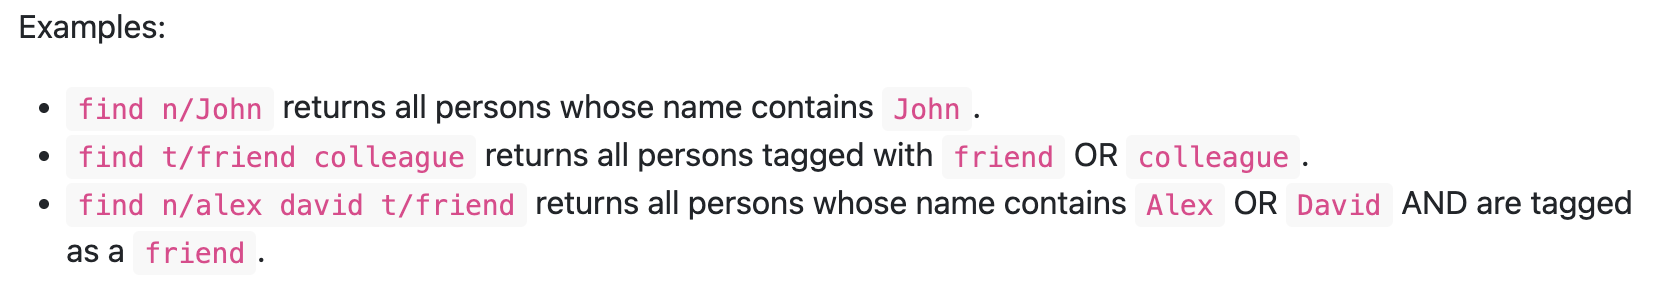 Examples:
• find n/John returns all persons whose name contains John.
• find t/friend colleague returns all persons tagged with friend OR colleague.
• find n/alex david t/friend returns all persons whose name contains Alex OR David AND are tagged
as a friend.